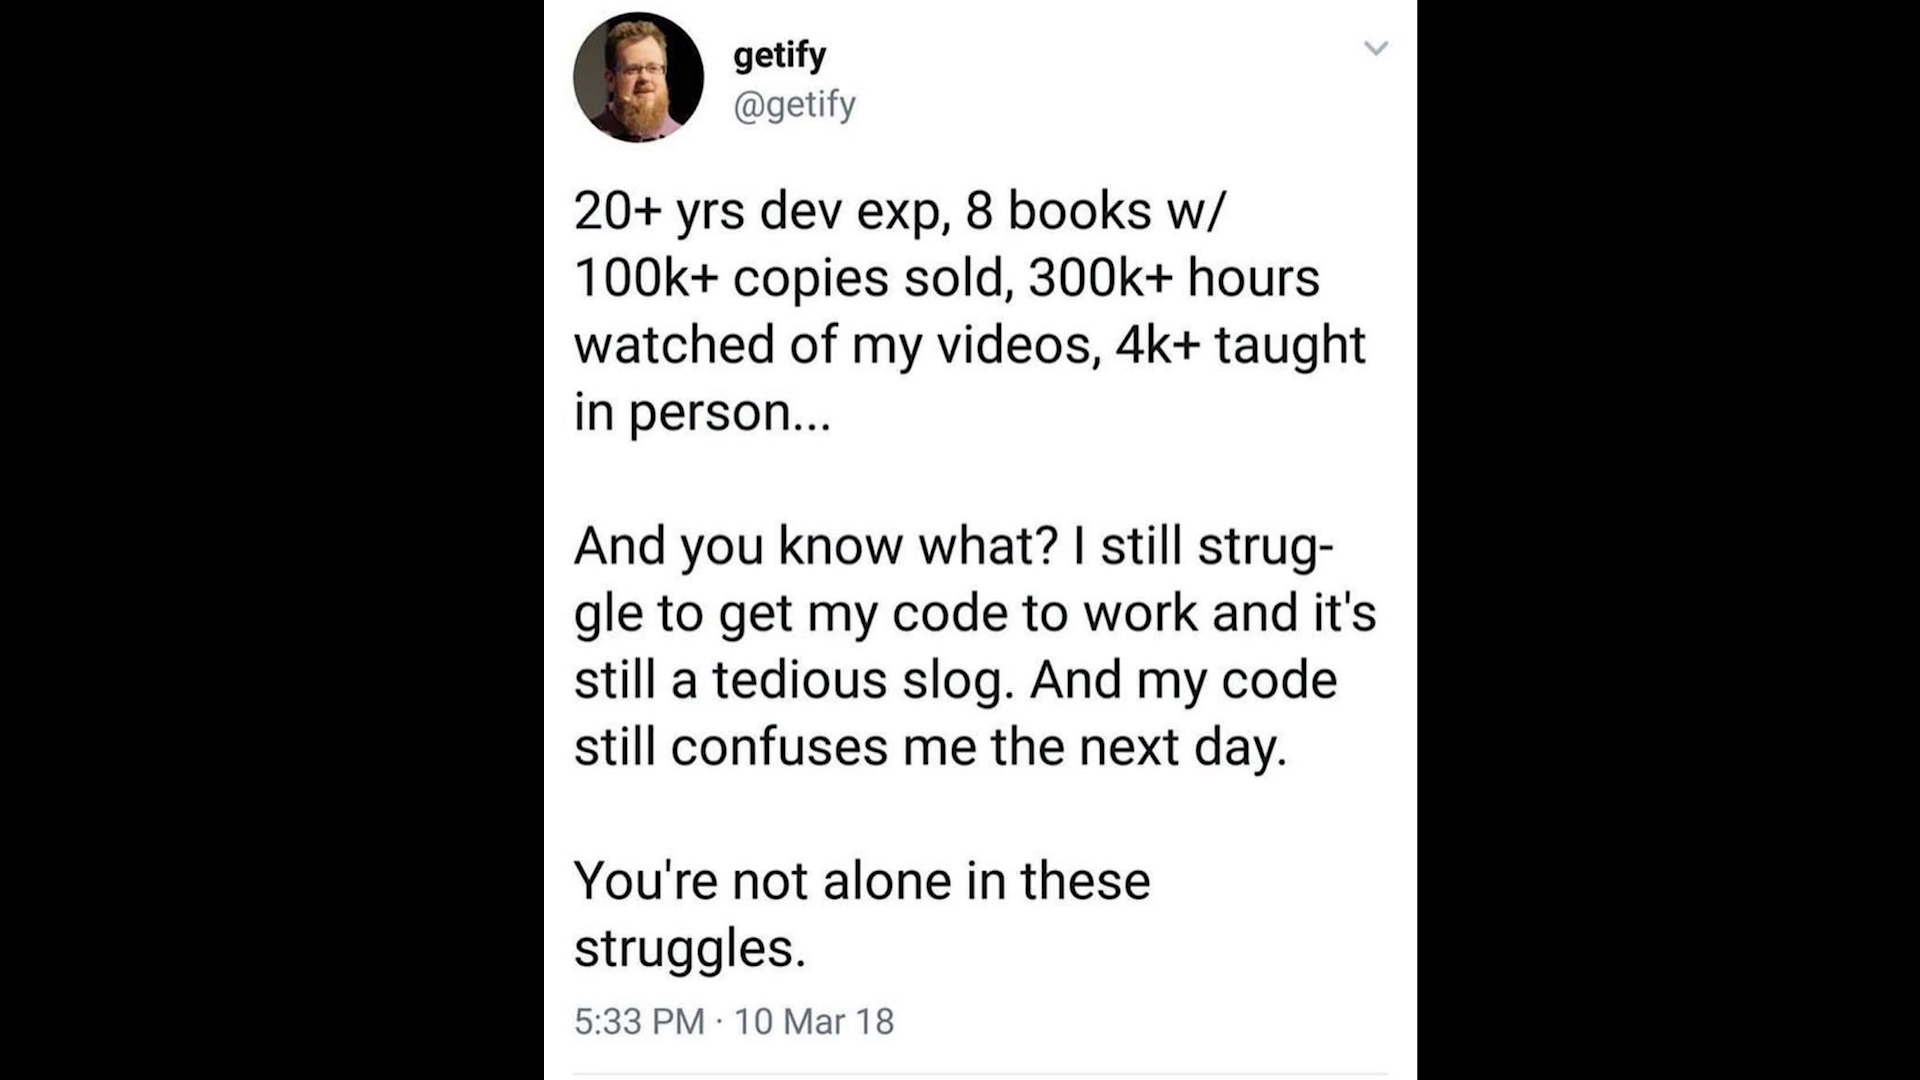 getify
@getify
20+ yrs dev exp, 8 books w/
100k+ copies sold, 300k+ hours
watched of my videos, 4k+ taught
in person...
And you know what? I still strug-
gle to get my code to work and it's
still a tedious slog. And my code
still confuses me the next day.
You're not alone in these
struggles.
5:33 PM · 10 Mar 18